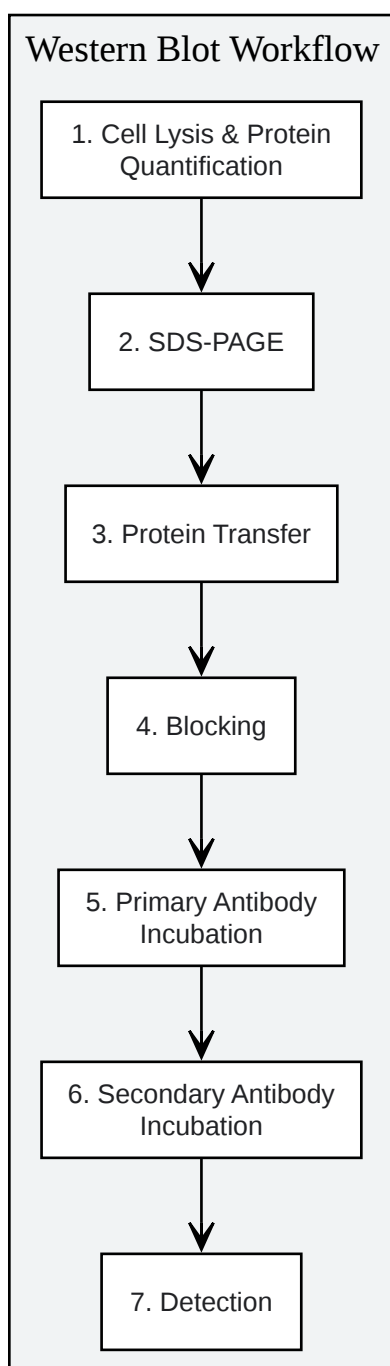 Western Blot Workflow
1. Cell Lysis & Protein
Quantification
2. SDS-PAGE
3. Protein Transfer
4. Blocking
5. Primary Antibody
Incubation
6. Secondary Antibody
Incubation
7. Detection